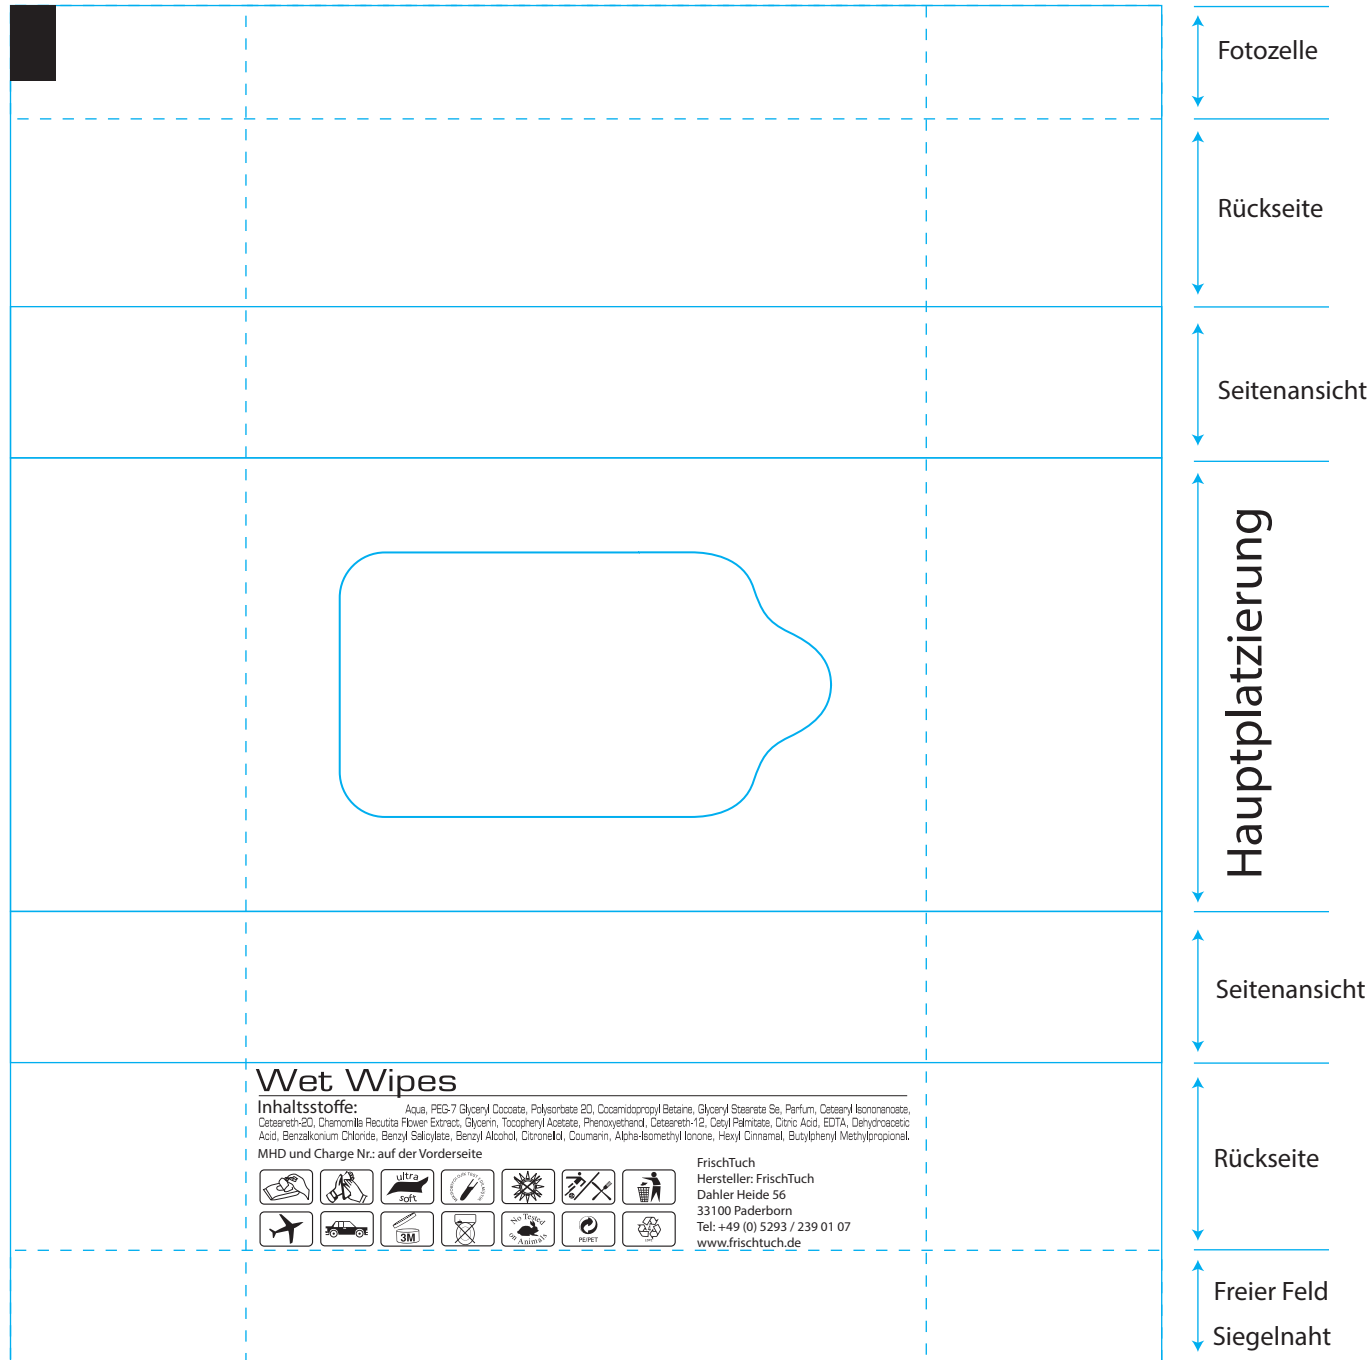 Fotozelle
Rückseite
Seitenansicht
Hauptplatzierung
Seitenansicht
Wet Wipes
Inhaltsstoffe: Aqua, PEG-7 Glyceryl Cocoate, Polysorbate 20, Cocamidopropyl Betaine, Glyceryl Stearate Se, Parfum, Cetearyl Isononanoate,
Ceteareth-20, Chamomilla Recutita Flower Extract, Glycerin, Tocopheryl Acetate, Phenoxyethanol, Ceteareth-12, Cetyl Palmitate, Citric Acid, EDTA, Dehydroacetic
Acid, Benzalkonium Chloride, Benzyl Salicylate, Benzyl Alcohol, Citronellol, Coumarin, Alpha-Isomethyl Ionone, Hexyl Cinnamal, Butylphenyl Methylpropional.
MHD und Charge Nr.: auf der Vorderseite
ultra
soft
3M
No Tested
on Animals
PE/PET
FrischTuch
Hersteller: FrischTuch
Dahler Heide 56
33100 Paderborn
Tel: +49 (0) 5293 / 239 01 07
www.frischtuch.de
Rückseite
Freier Feld
Siegelnaht